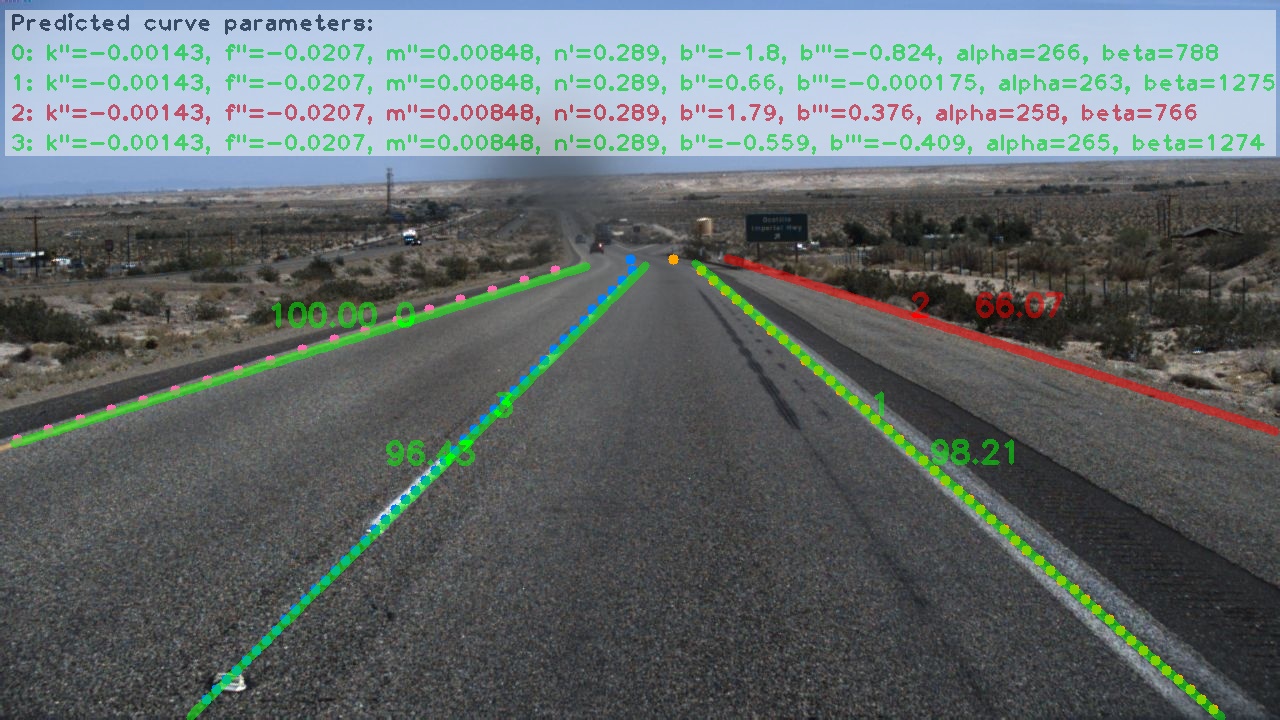 Predicted curve parameters:
0: k''=-0.00143, f''=-0.0207, m''=0.00848, n'=0.289, b''=-1.8, b'''=-0.824, alpha=266, beta=788
1: k''=-0.00143, f''=-0.0207, m''=0.00848, n'=0.289, b''=0.66, b'''=-0.000175, alpha=263, beta=1275
2: k''=-0.00143, f''=-0.0207, m''=0.00848, n'=0.289, b''=1.79, b'''=0.376, alpha=258, beta=766
3: k''=-0.00143, f''=-0.0207, m''=0.00848, n'=0.289, b''=-0.559, b'''=-0.409, alpha=265, beta=1274
Ocotillo
Imperial Hwy
100.00 0
2 66.07
3
1
96.43
98.21